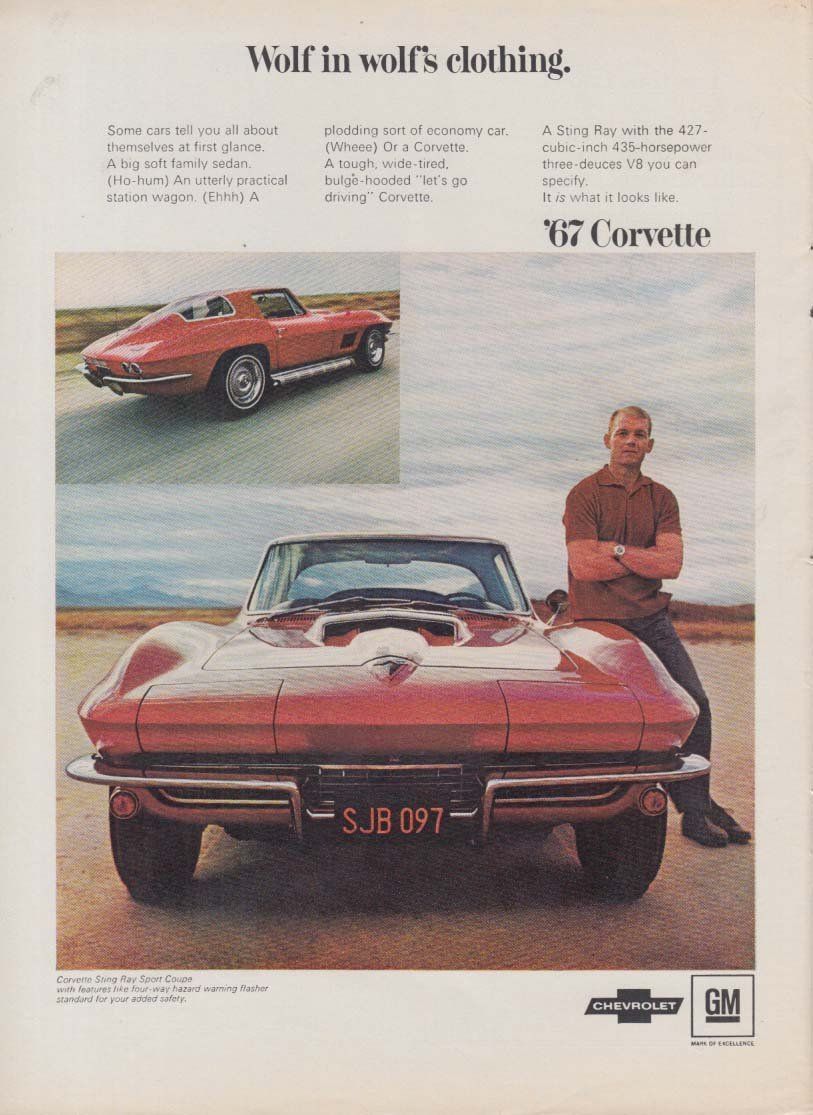 Wolf in wolf's clothing.
Some cars tell you all about
themselves at first glance.
A big soft family sedan.
(Ho-hum) An utterly practical
station wagon. (Ehhh) A
plodding sort of economy car.
(Wheee) Or a Corvette.
A tough, wide-tired,
bulge-hooded "let's go
driving" Corvette.
A Sting Ray with the 427-
cubic-inch 435-horsepower
three-deuces V8 you can
specify.
It is what it looks like.
'67 Corvette
SJB 097
Corvette Sting Ray Sport Coupe
with features like four-way hazard warning flasher
standard for your added safety.
CHEVROLET
GM
MARK OF EXCELLENCE